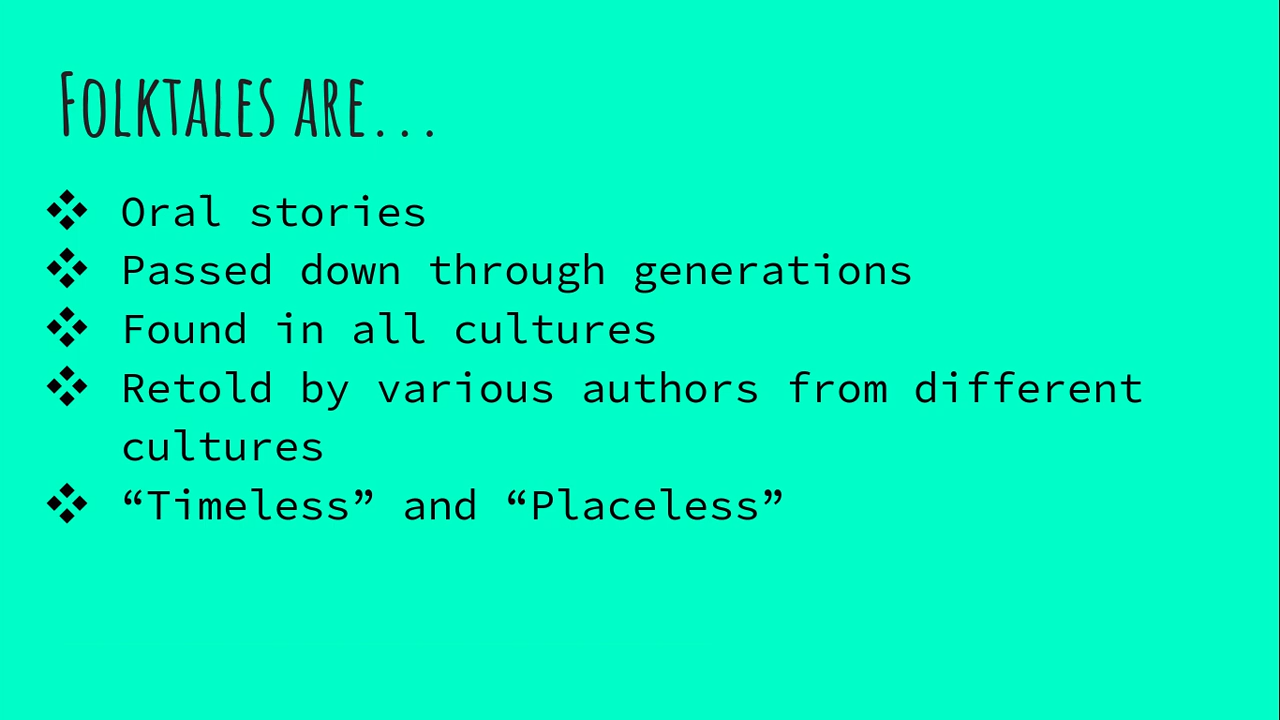 Folktales are...
❖ Oral stories
❖ Passed down through generations
❖ Found in all cultures
❖ Retold by various authors from different
cultures
❖ “Timeless” and “Placeless”